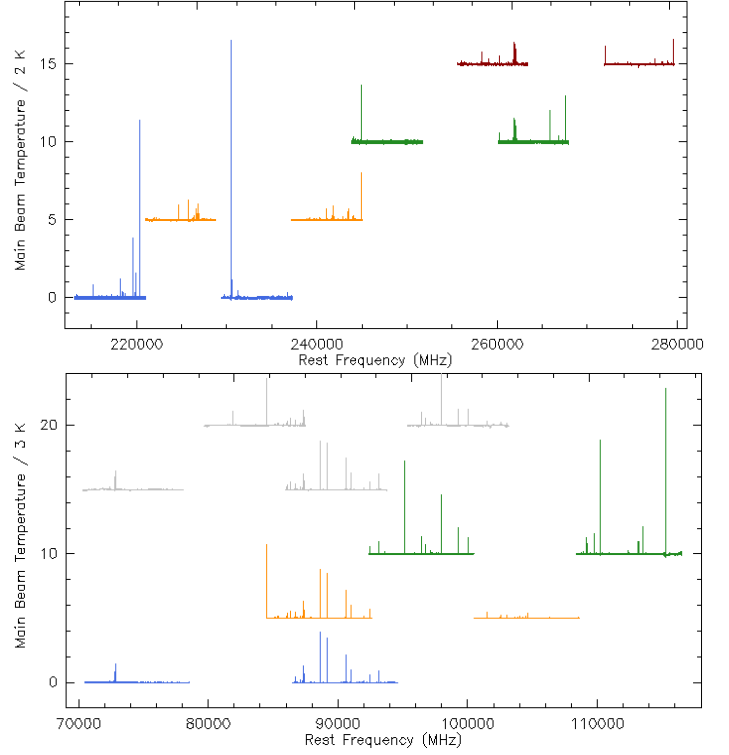 Main Beam Temperature / 2 K
15
10
5
0
220000 240000 260000 280000
Rest Frequency (MHz)
Main Beam Temperature / 3 K
20
10
0
70000 80000 90000 100000 110000
Rest Frequency (MHz)